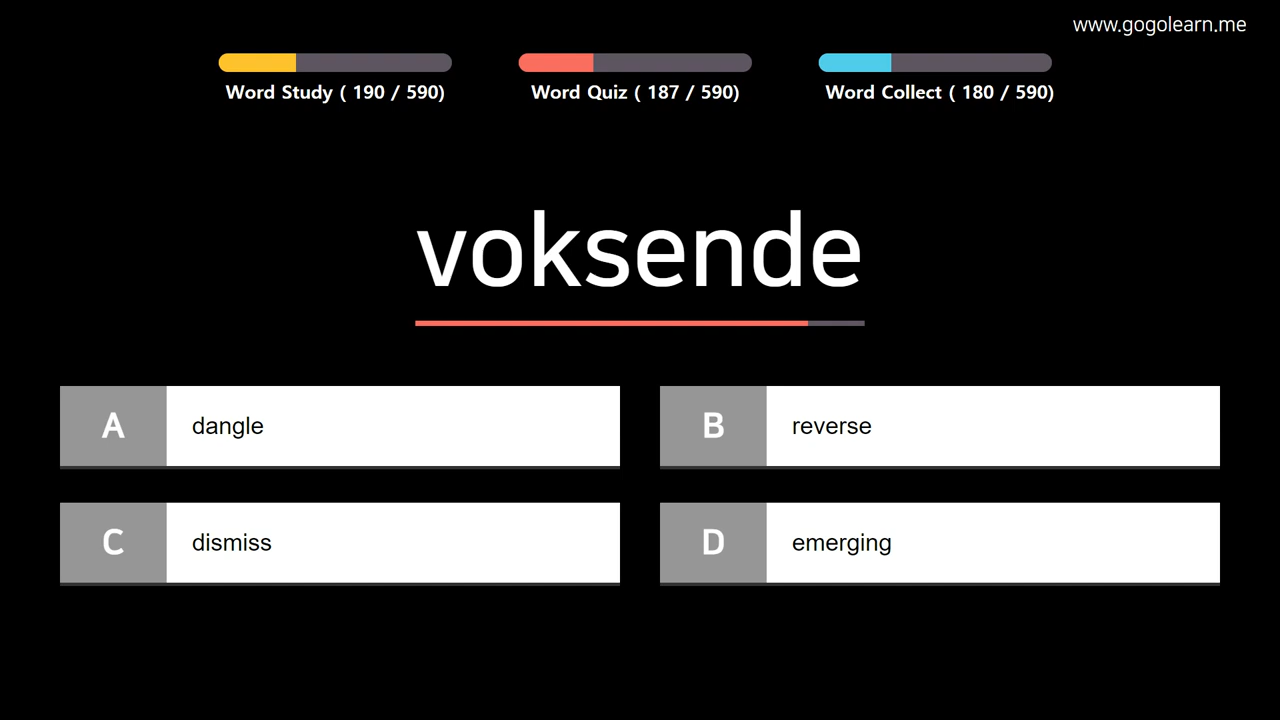 www.gogolearn.me
Word Study ( 190 / 590)
Word Quiz ( 187 / 590)
Word Collect ( 180 / 590)
voksende
A dangle
B reverse
C dismiss
D emerging